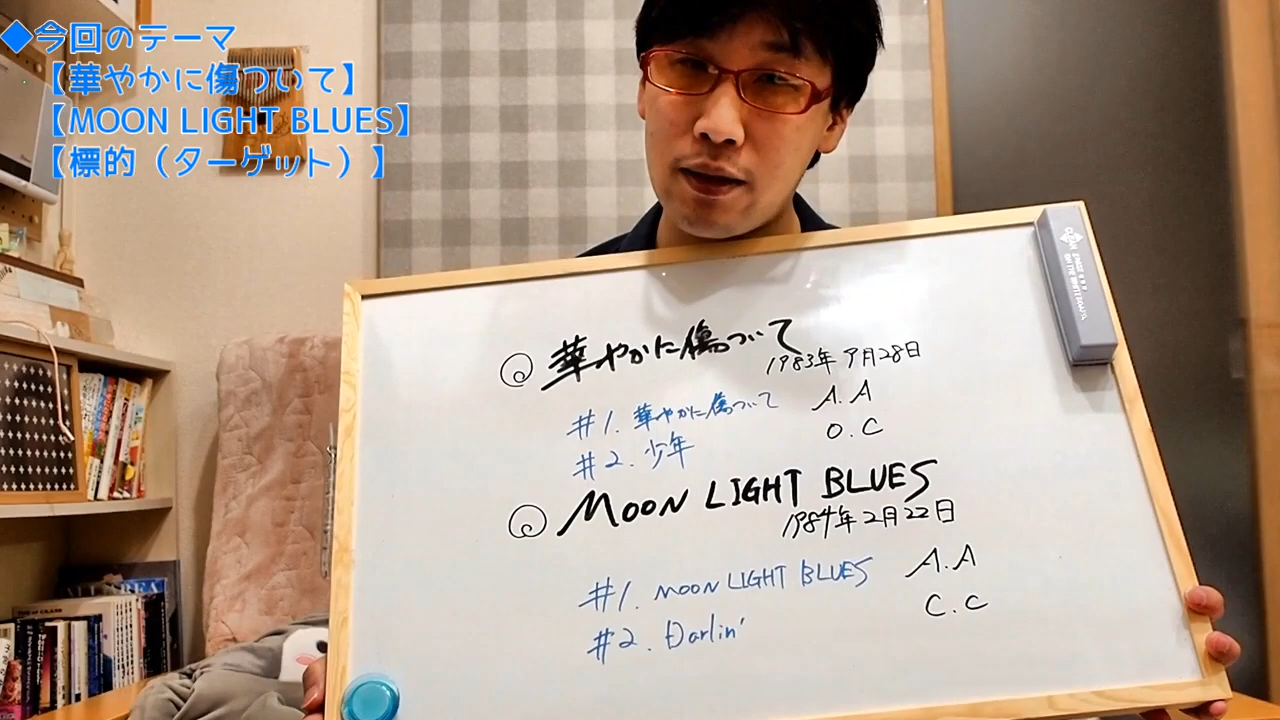 ◆今回のテーマ
【華やかに傷ついて】
【MOON LIGHT BLUES】
【標的（ターゲット）】
華やかに傷ついて
1983年9月28日
#1. 華やかに傷ついて
A.A
#2. 少年
O.C
MOON LIGHT BLUES
1984年2月22日
#1. MOON LIGHT BLUES
A.A
#2. Darlin'
C.C